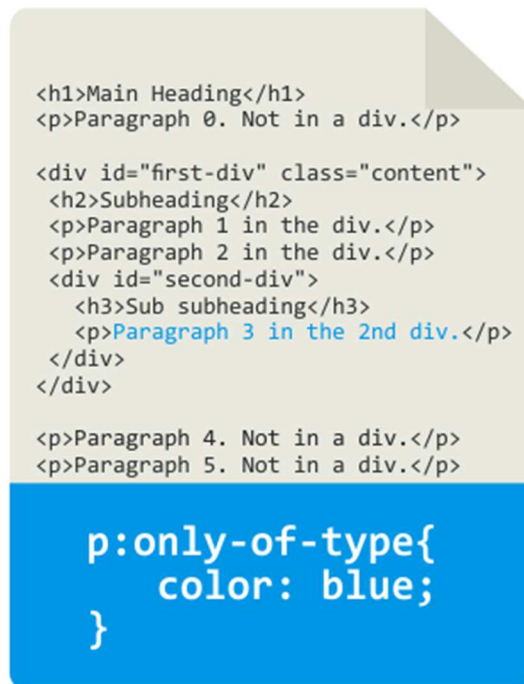 <h1>Main Heading</h1>
<p>Paragraph 0. Not in a div.</p>
<div id="first-div" class="content">
<h2>Subheading</h2>
<p>Paragraph 1 in the div.</p>
<p>Paragraph 2 in the div.</p>
<div id="second-div">
<h3>Sub subheading</h3>
<p>Paragraph 3 in the 2nd div.</p>
</div>
</div>
<p>Paragraph 4. Not in a div.</p>
<p>Paragraph 5. Not in a div.</p>
p:only-of-type{
color: blue;
}